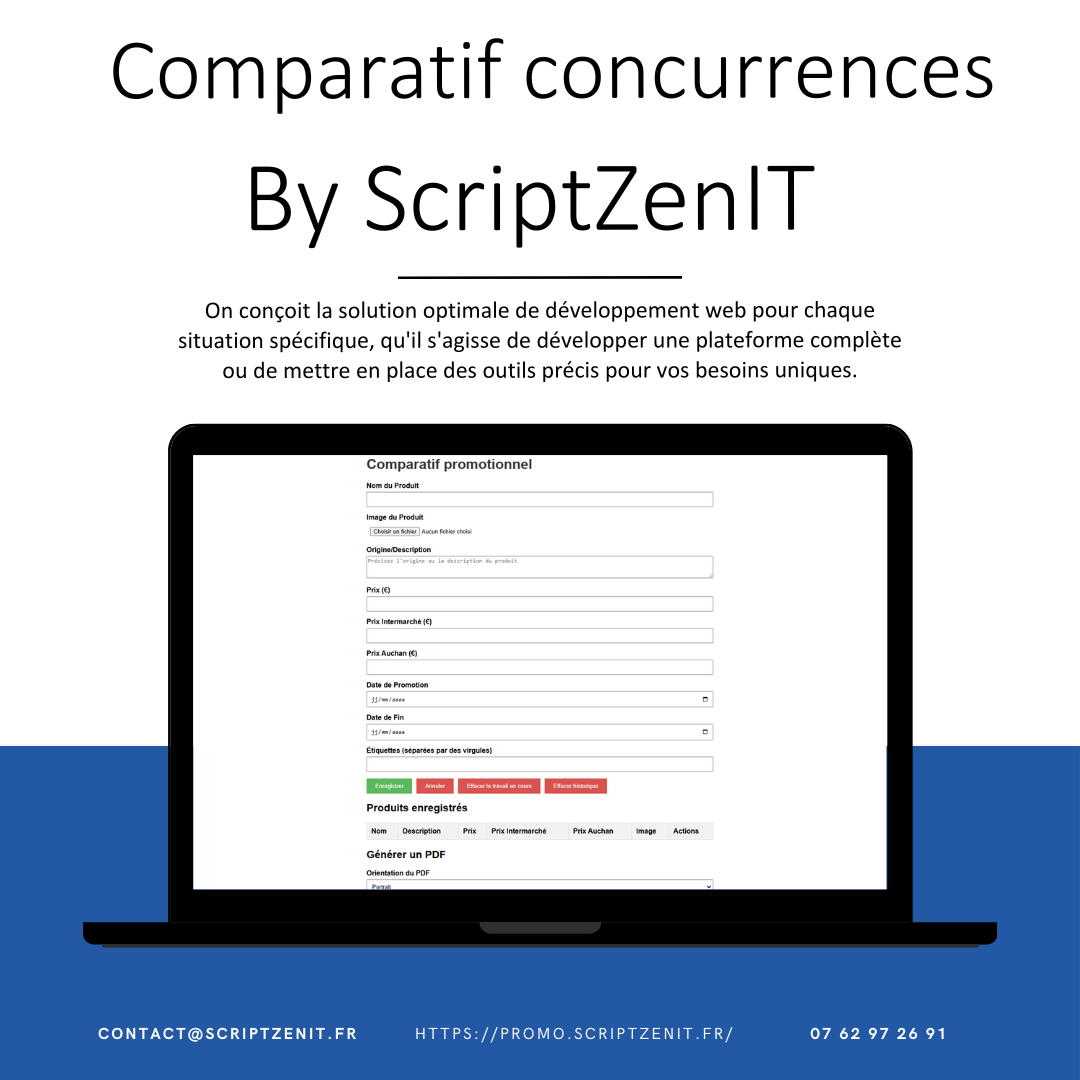 Comparatif concurrences
By ScriptZenIT
On conçoit la solution optimale de développement web pour chaque
situation spécifique, qu'il s'agisse de développer une plateforme complète
ou de mettre en place des outils précis pour vos besoins uniques.
Comparatif promotionnel
Nom du Produit
Image du Produit
Choisir un fichier Aucun fichier choisi
Origine/Description
Précisez l'origine ou la description du produit
Prix (€)
Prix Intermarché (€)
Prix Auchan (€)
Date de Promotion
jj/mm/aaaa
Date de Fin
jj/mm/aaaa
Étiquettes (séparées par des virgules)
Enregistrer Annuler Effacer le travail en cours Effacer historique
Produits enregistrés
Nom Description Prix Prix Intermarché Prix Auchan Image Actions
Générer un PDF
Orientation du PDF
Portrait
CONTACT@SCRIPTZENIT.FR HTTPS://PROMO.SCRIPTZENIT.FR/ 07 62 97 26 91